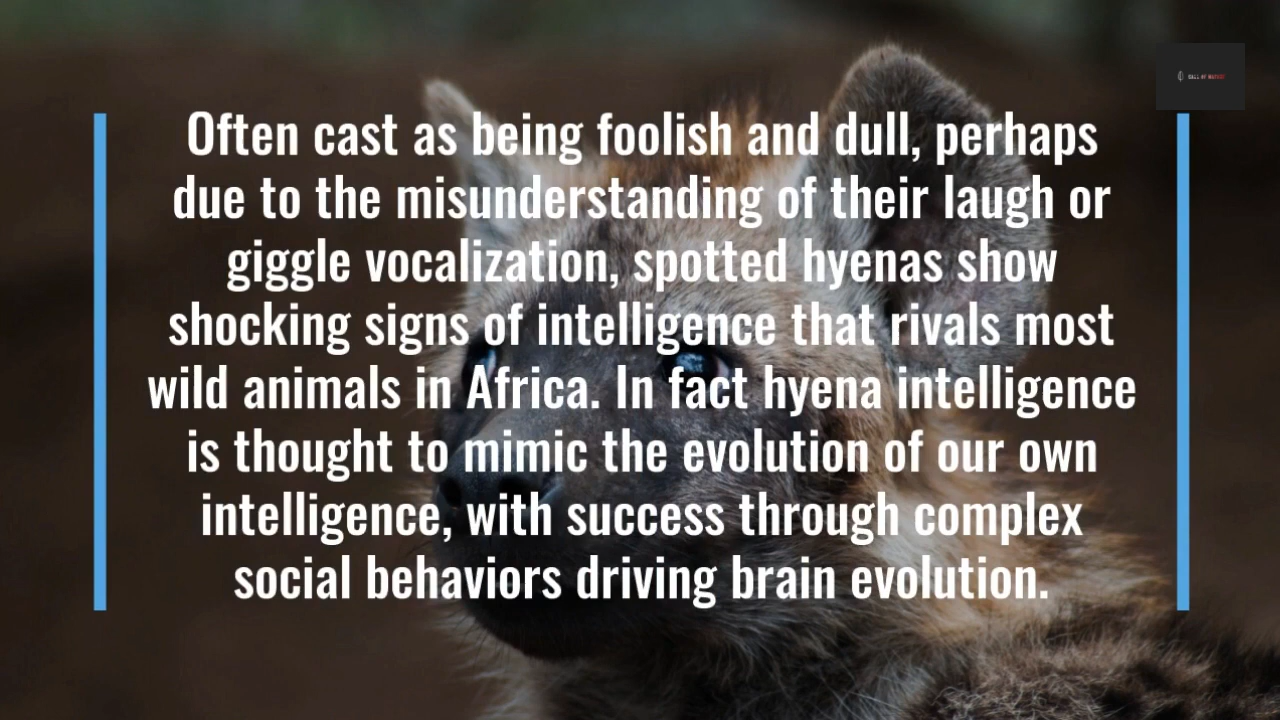 Often cast as being foolish and dull, perhaps
due to the misunderstanding of their laugh or
giggle vocalization, spotted hyenas show
shocking signs of intelligence that rivals most
wild animals in Africa. In fact hyena intelligence
is thought to mimic the evolution of our own
intelligence, with success through complex
social behaviors driving brain evolution.